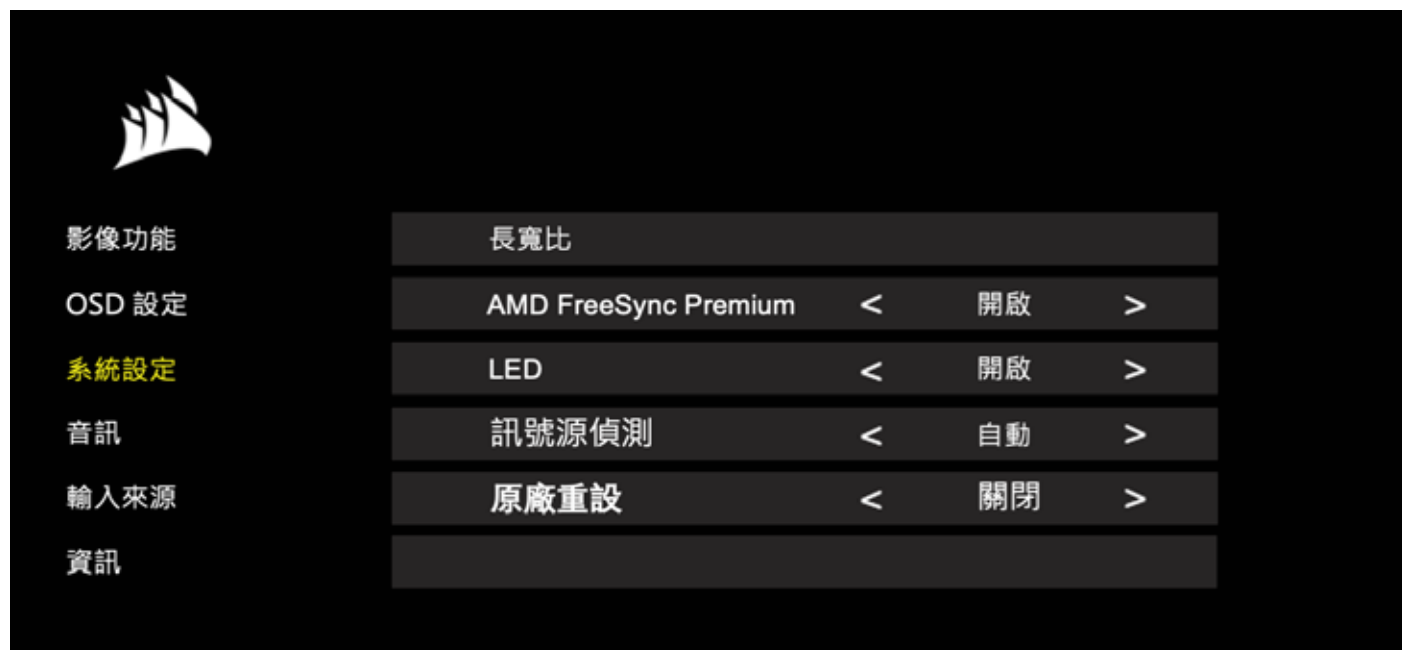 影像功能 長寬比
OSD 設定 AMD FreeSync Premium < 開啟 >
系統設定 LED < 開啟 >
音訊 訊號源偵測 < 自動 >
輸入來源 原廠重設 < 關閉 >
資訊